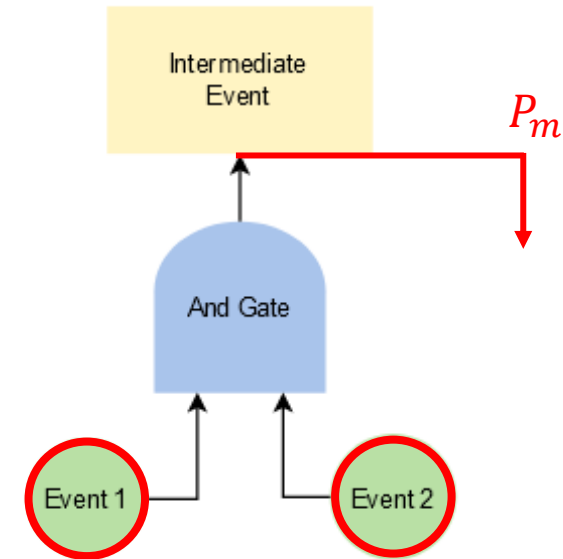 Intermediate
Event
P_m
And Gate
Event 1
Event 2